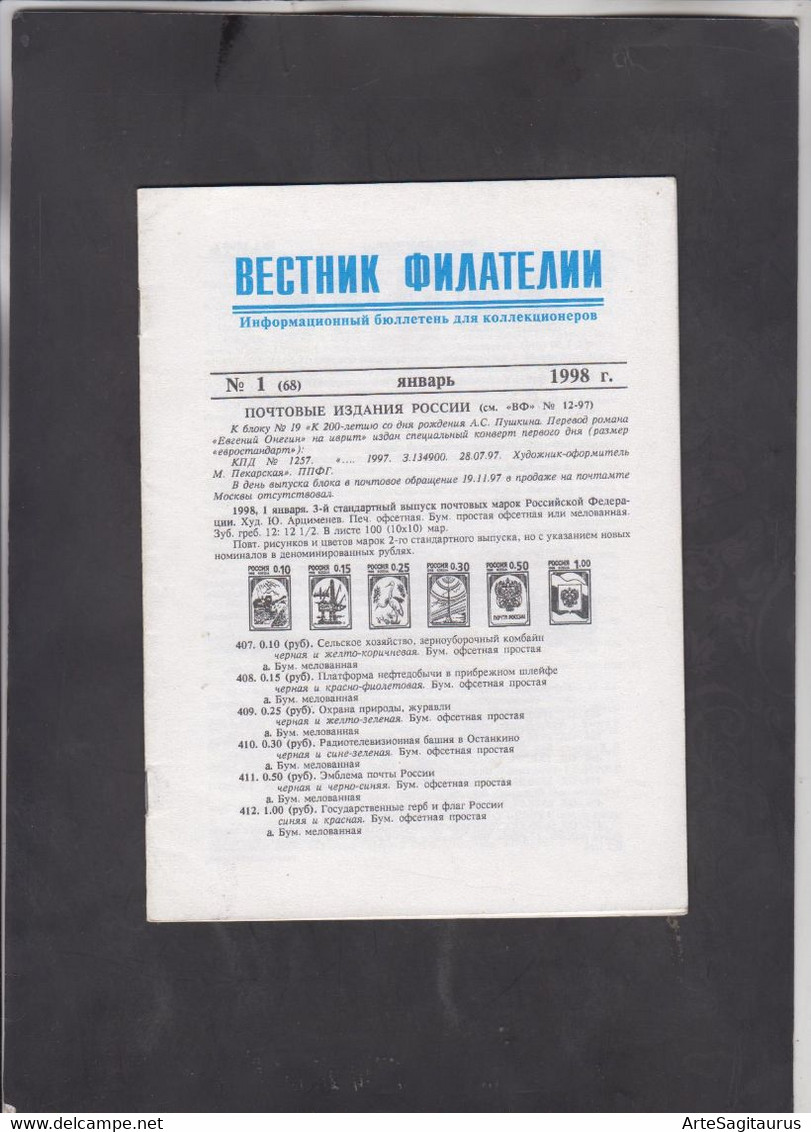 ВЕСТНИК ФИЛАТЕЛИИ
Информационный бюллетень для коллекционеров
№ 1 (68) январь 1998 г.
ПОЧТОВЫЕ ИЗДАНИЯ РОССИИ (см. «ВФ» № 12-97)
К блоку № 19 «К 200-летию со дня рождения А.С. Пушкина. Перевод романа
«Евгений Онегин» на иврит» издан специальный конверт первого дня (размер
«евростандарт»):
КПД № 1257. «.... 1997. З.134900. 28.07.97. Художник-оформитель
М. Пекарская». ППФГ.
В день выпуска блока в почтовое обращение 19.11.97 в продаже на почтамте
Москвы отсутствовал.
1998, 1 января. 3-й стандартный выпуск почтовых марок Российской Федера-
ции. Худ. Ю. Арцименев. Печ. офсетная. Бум. простая офсетная или мелованная.
Зуб. греб. 12: 12 1/2. В листе 100 (10x10) мар.
Повт. рисунков и цветов марок 2-го стандартного выпуска, но с указанием новых
номиналов в деноминированных рублях.
РОССИЯ 0.10 РОССИЯ 0.15 РОССИЯ 0.25 РОССИЯ 0.30 РОССИЯ 0.50 РОССИЯ 1.00
ПОЧТА РОССИИ
407. 0.10 (руб). Сельское хозяйство, зерноуборочный комбайн
черная и желто-коричневая. Бум. офсетная простая
а. Бум. мелованная
408. 0.15 (руб). Платформа нефтедобычи в прибрежном шлейфе
черная и красно-фиолетовая. Бум. офсетная простая
а. Бум. мелованная
409. 0.25 (руб). Охрана природы, журавли
черная и желто-зеленая. Бум. офсетная простая
а. Бум. мелованная
410. 0.30 (руб). Радиотелевизионная башня в Останкино
черная и сине-зеленая. Бум. офсетная простая
а. Бум. мелованная
411. 0.50 (руб). Эмблема почты России
черная и черно-синяя. Бум. офсетная простая
а. Бум. мелованная
412. 1.00 (руб). Государственные герб и флаг России
синяя и красная. Бум. офсетная простая
а. Бум. мелованная
www.delcampe.net
ArteSagitaurus